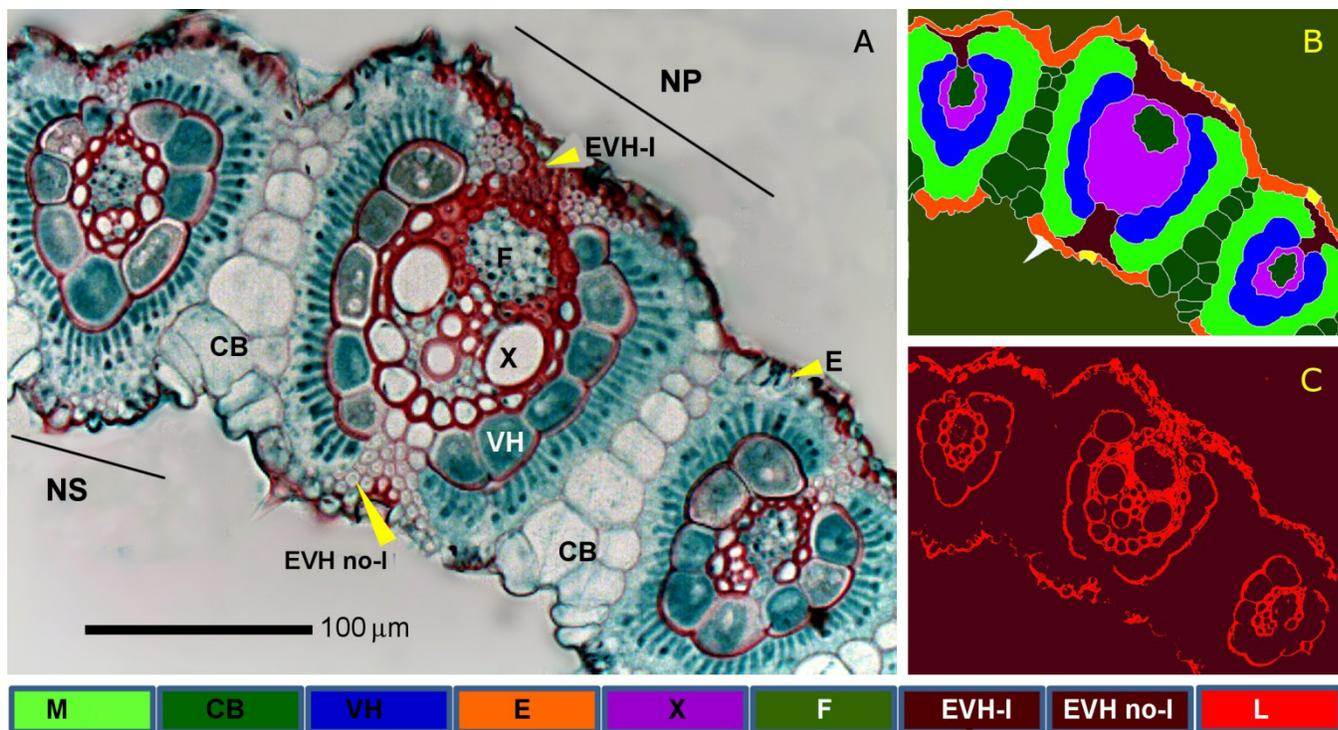 A
NP
EVH-I
F
X
CB
E
VH
NS
CB
EVH no-I
100 µm
B
C
M CB VH E X F EVH-I EVH no-I L